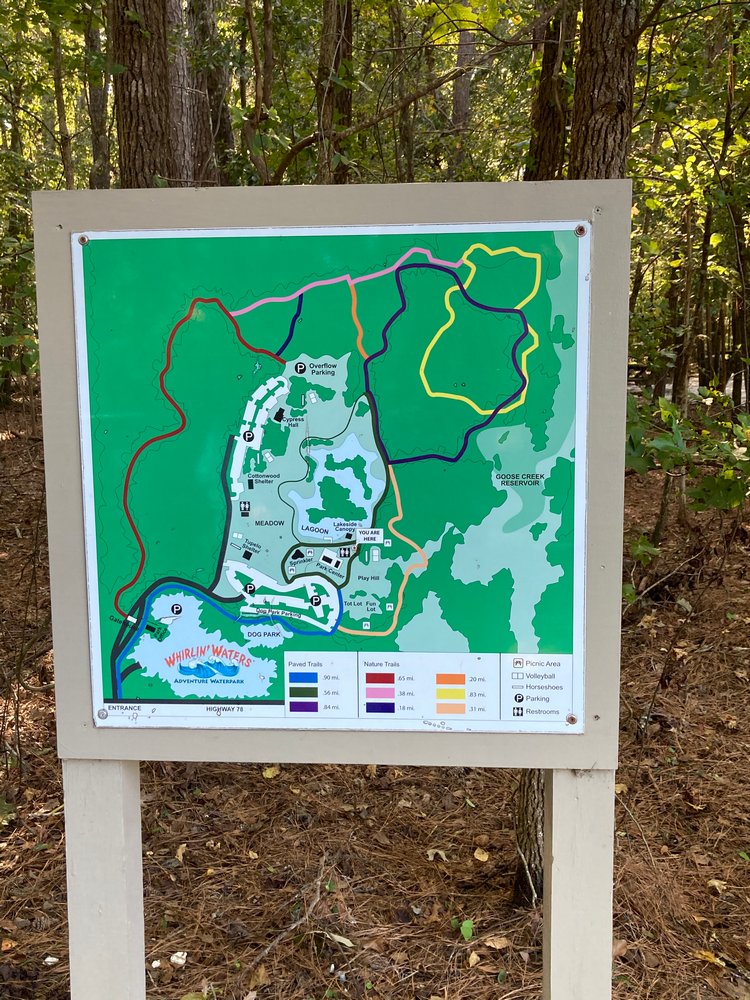 P Overflow
Parking
Cypress
Hall
P
Cottonwood
Shelter
GOOSE CREEK
RESERVOIR
MEADOW
LAGOON
Lakeside
Canopy
YOU ARE
HERE
Tupelo
Shelter
Sprinkler
Park Center
Play Hill
P
P
P
Dog Park Parking
Tot Lot
Fun
Lot
DOG PARK
WHIRLIN' WATERS
ADVENTURE WATERPARK
Paved Trails
.90 mi.
.56 mi.
.84 mi.
Nature Trails
.65 mi.
.38 mi.
.18 mi.
.20 mi.
.83 mi.
.31 mi.
Picnic Area
Volleyball
Horseshoes
P Parking
Restrooms
ENTRANCE
HIGHWAY 78